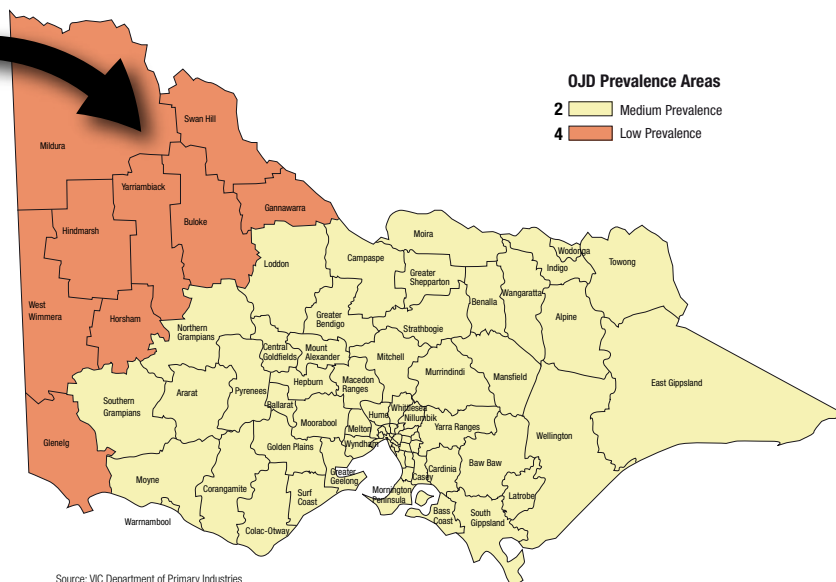 OJD Prevalence Areas
2 Medium Prevalence
4 Low Prevalence
Swan Hill
Mildura
Yarriambiack
Gannawarra
Buloke
Hindmarsh
Moira
Wodonga
Towong
Loddon
Campaspe
Indigo
Greater
Shepparton
Wangaratta
Benalla
West
Wimmera
Horsham
Greater
Bendigo
Alpine
Northern
Grampians
Strathbogie
Central
Goldfields
Mount
Alexander
Mitchell
Murrindindi
Mansfield
East Gippsland
Southern
Grampians
Ararat
Pyrenees
Hepburn
Macedon
Ranges
Ballarat
Whittlesea
Hume
Nillumbik
Moorabool
Melton
Yarra Ranges
Wellington
Glenelg
Golden Plains
Wyndham
Moyne
Corangamite
Greater
Geelong
Cardinia
Baw Baw
Casey
Surf
Coast
Mornington
Peninsula
Latrobe
Bass
Coast
South
Gippsland
Warrnambool
Colac-Otway
Source: VIC Department of Primary Industries